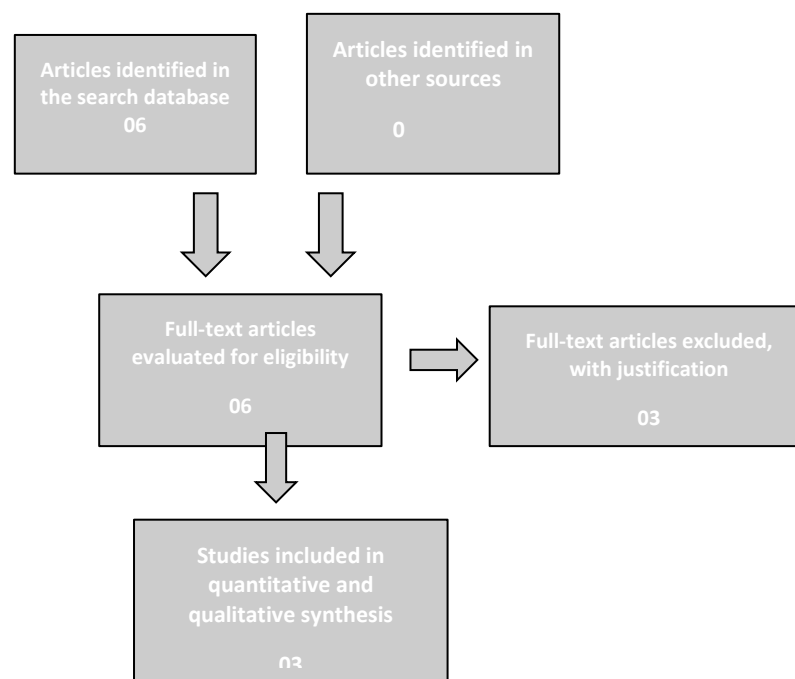 Articles identified in
the search database
06
Articles identified in
other sources
0
Full-text articles
evaluated for eligibility
06
Full-text articles excluded,
with justification
03
Studies included in
quantitative and
qualitative synthesis
03